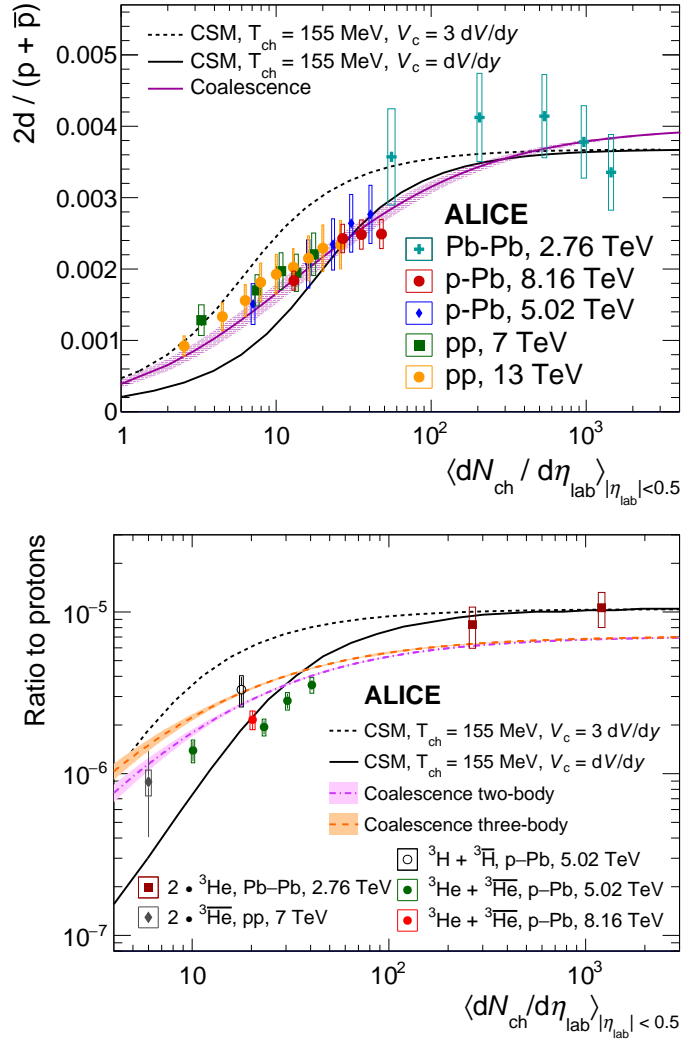 2d / (p + p̅)
0.005
0.004
0.003
0.002
0.001
0
CSM, T_ch = 155 MeV, V_c = 3 dV/dy
CSM, T_ch = 155 MeV, V_c = dV/dy
Coalescence
ALICE
Pb-Pb, 2.76 TeV
p-Pb, 8.16 TeV
p-Pb, 5.02 TeV
pp, 7 TeV
pp, 13 TeV
1 10 10² 10³
⟨dN_ch / dη_lab⟩_|η_lab|<0.5
Ratio to protons
10⁻⁵
10⁻⁶
10⁻⁷
ALICE
CSM, T_ch = 155 MeV, V_c = 3 dV/dy
CSM, T_ch = 155 MeV, V_c = dV/dy
Coalescence two-body
Coalescence three-body
³H + ³H̅, p–Pb, 5.02 TeV
2 • ³He, Pb–Pb, 2.76 TeV ³He + ³H̅e̅, p–Pb, 5.02 TeV
2 • ³H̅e̅, pp, 7 TeV ³He + ³H̅e̅, p–Pb, 8.16 TeV
10 10² 10³
⟨dN_ch/dη_lab⟩_|η_lab| < 0.5